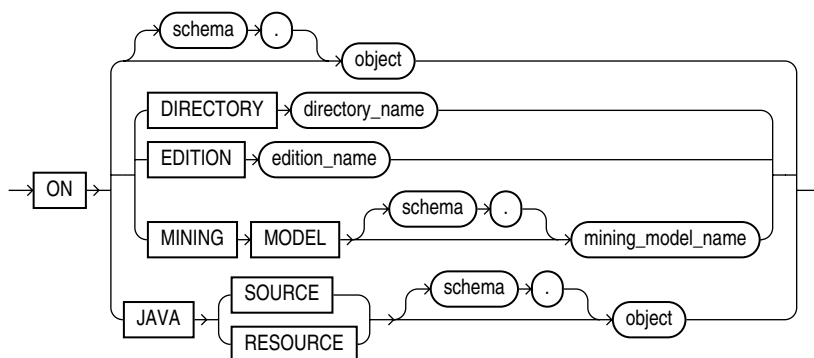 schema .
object
DIRECTORY directory_name
EDITION edition_name
ON
schema .
MINING MODEL mining_model_name
SOURCE schema .
JAVA object
RESOURCE